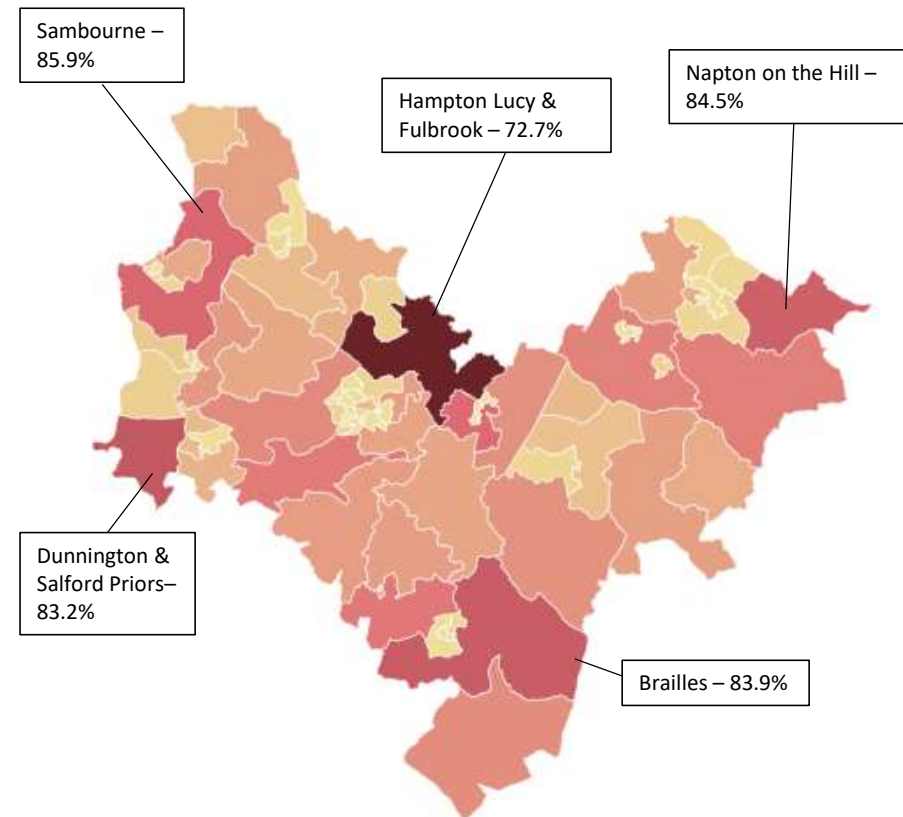 Sambourne –
85.9%
Hampton Lucy &
Fulbrook – 72.7%
Napton on the Hill –
84.5%
Dunnington &
Salford Priors–
83.2%
Brailles – 83.9%